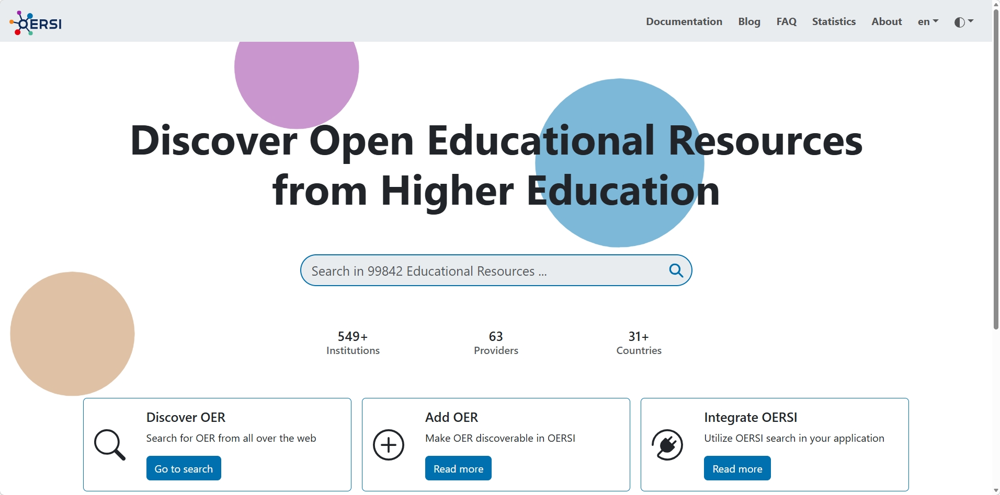 OERSI
Documentation Blog FAQ Statistics About en
Discover Open Educational Resources
from Higher Education
Search in 99842 Educational Resources ...
549+ 63 31+
Institutions Providers Countries
Discover OER
Search for OER from all over the web
Go to search
Add OER
Make OER discoverable in OERSI
Read more
Integrate OERSI
Utilize OERSI search in your application
Read more